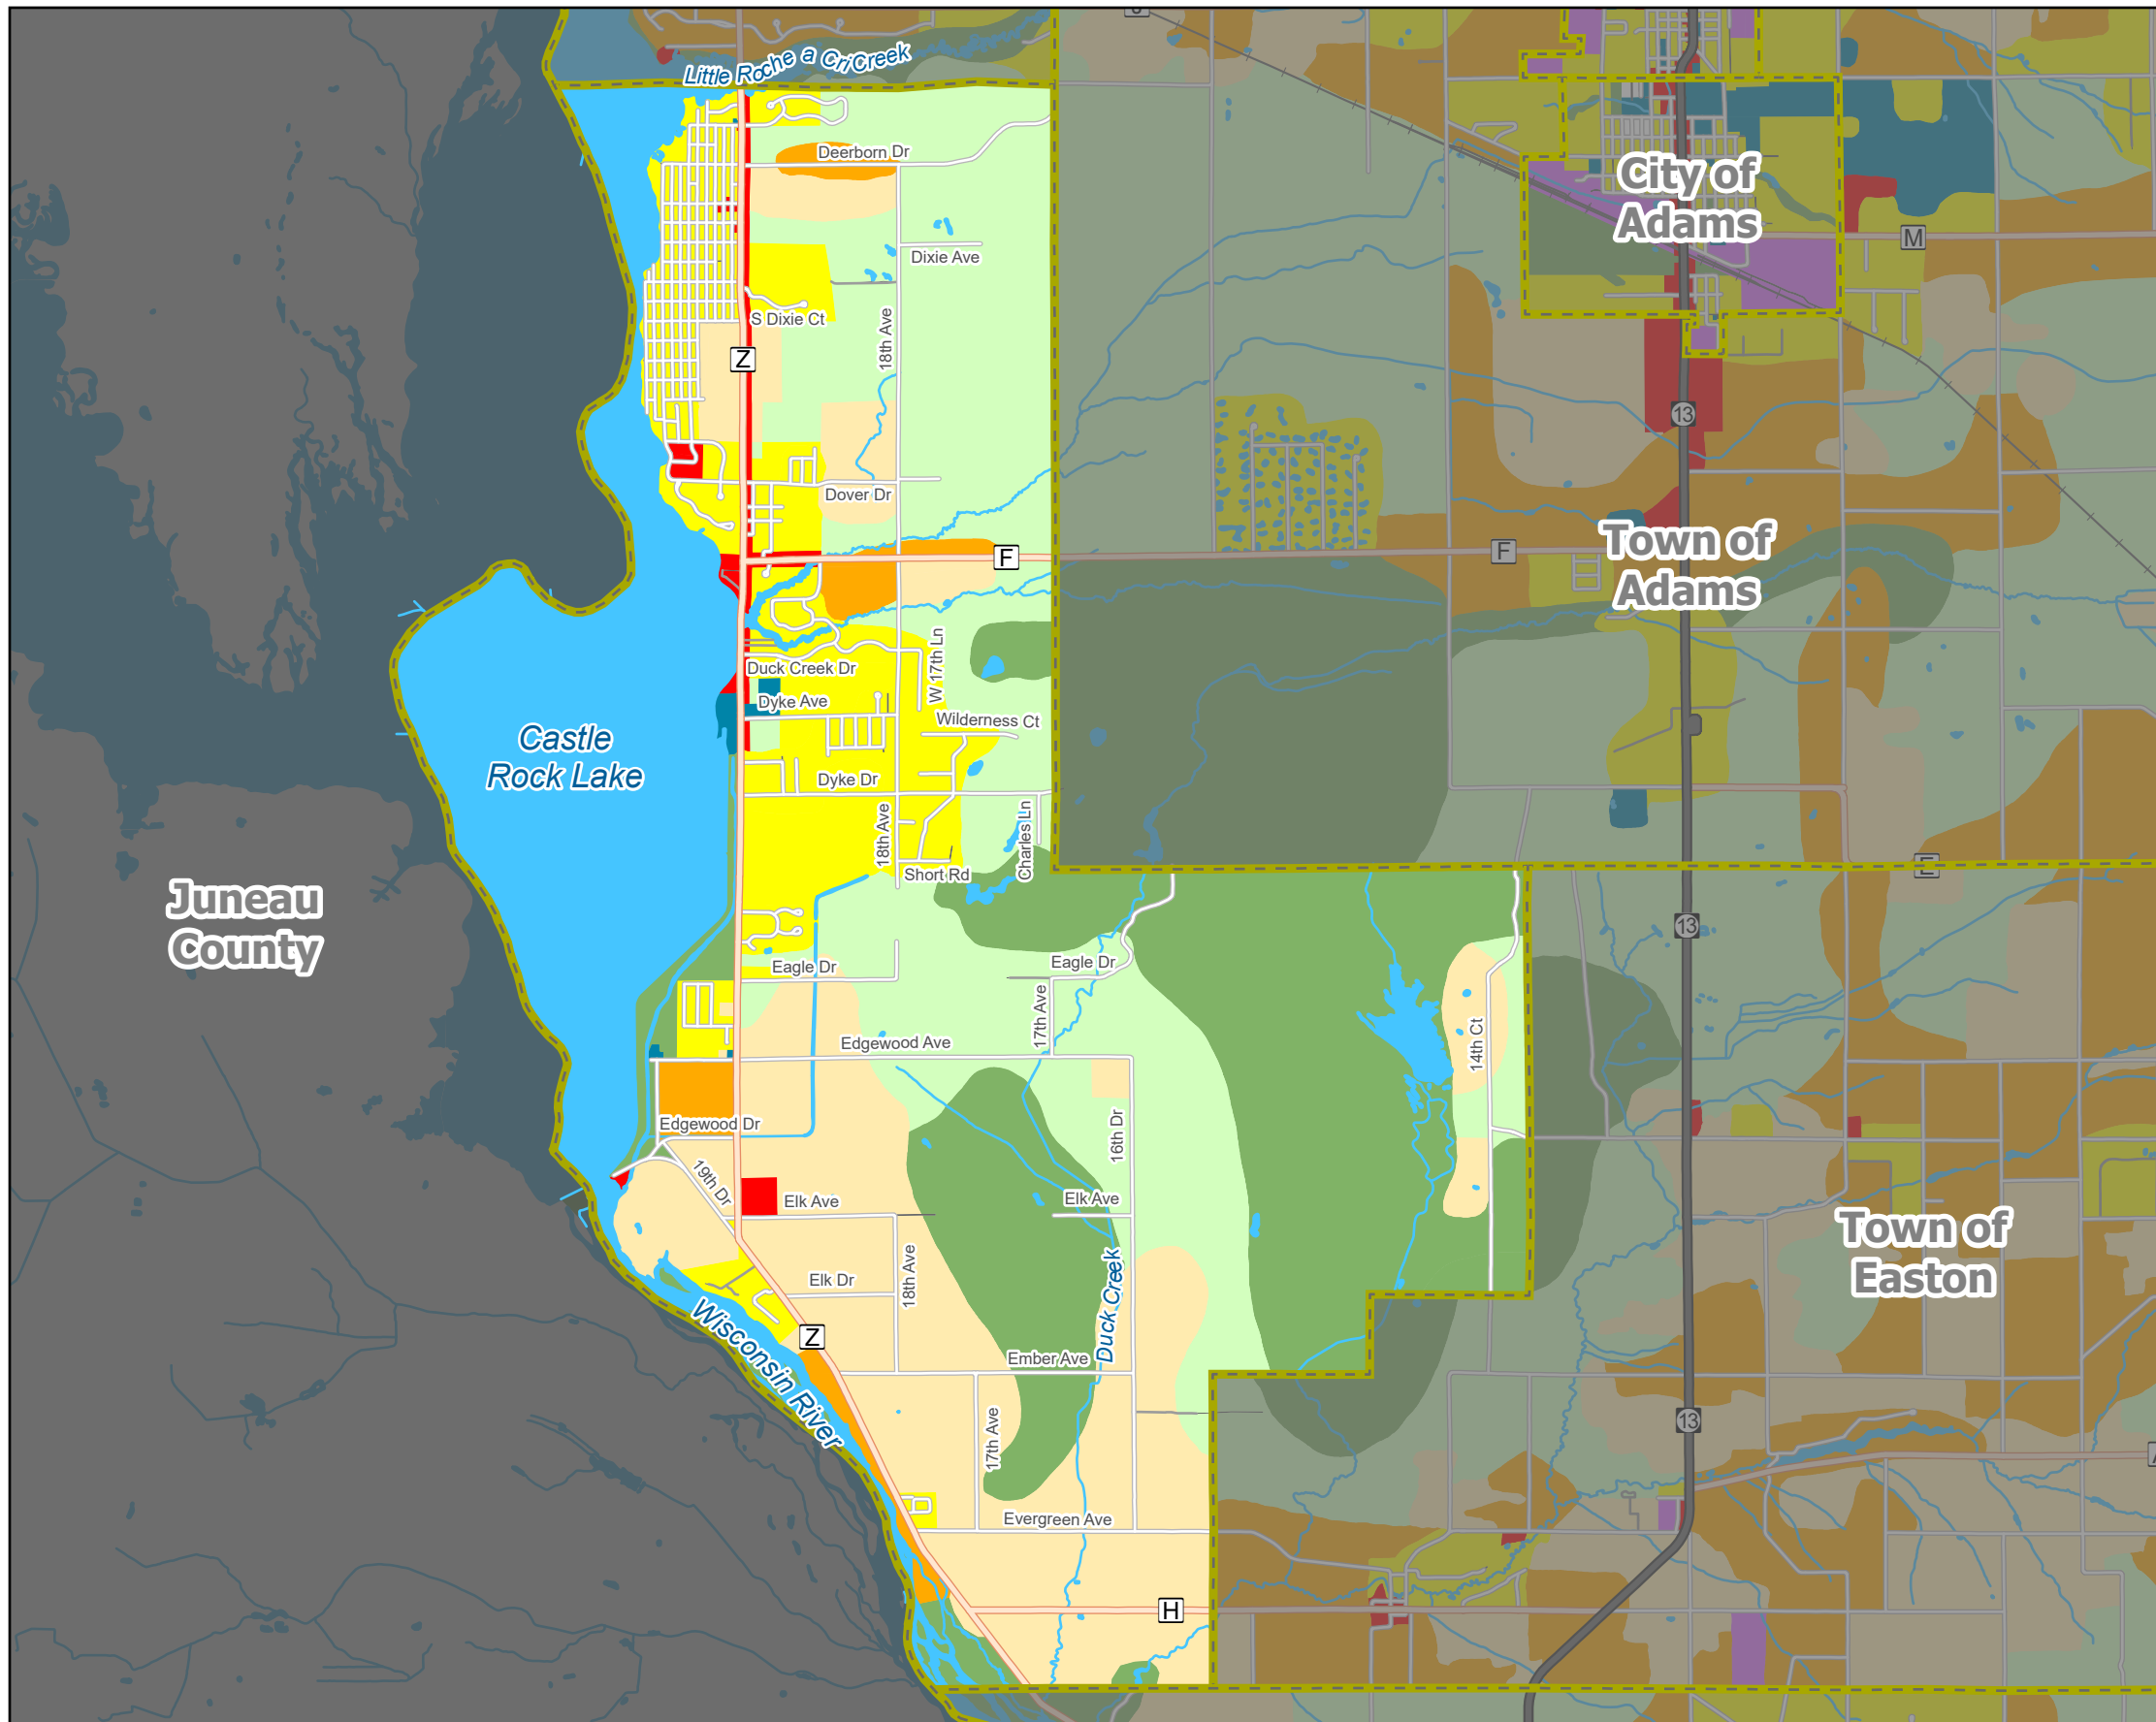 Little Roche a CriCreek
Deerborn Dr
City of
Adams
M
Dixie Ave
S Dixie Ct
18th Ave
Z
13
Dover Dr
F
F
Town of
Adams
Duck Creek Dr
W 17th Ln
Dyke Ave
Wilderness Ct
Castle
Rock Lake
Dyke Dr
18th Ave
Charles Ln
Short Rd
E
Juneau
County
13
Eagle Dr
Eagle Dr
17th Ave
14th Ct
Edgewood Ave
Edgewood Dr
16th Dr
19th Dr
Elk Ave
Elk Ave
Town of
Easton
Elk Dr
18th Ave
Duck Creek
Wisconsin River
Z
Ember Ave
13
17th Ave
Evergreen Ave
H